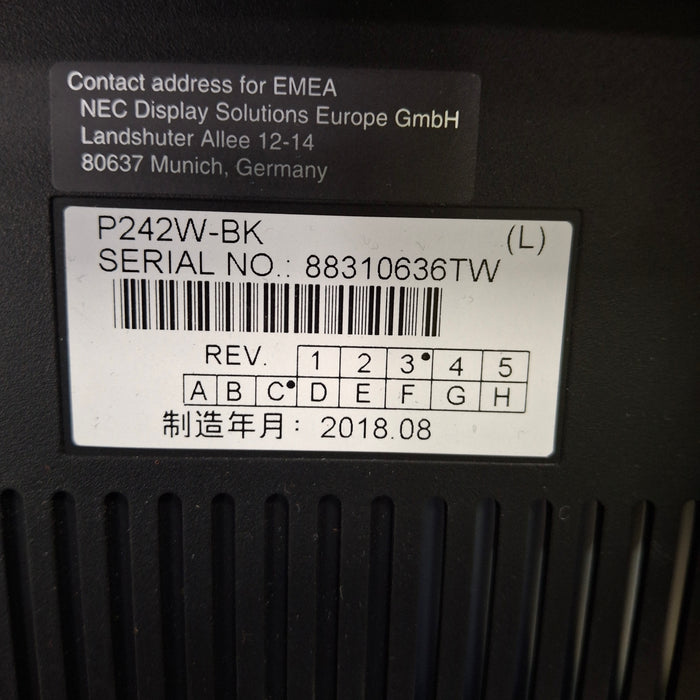 Contact address for EMEA
NEC Display Solutions Europe GmbH
Landshuter Allee 12-14
80637 Munich, Germany
P242W-BK (L)
SERIAL NO.: 88310636TW
REV. 1 2 3• 4 5
A B C• D E F G H
制造年月: 2018.08